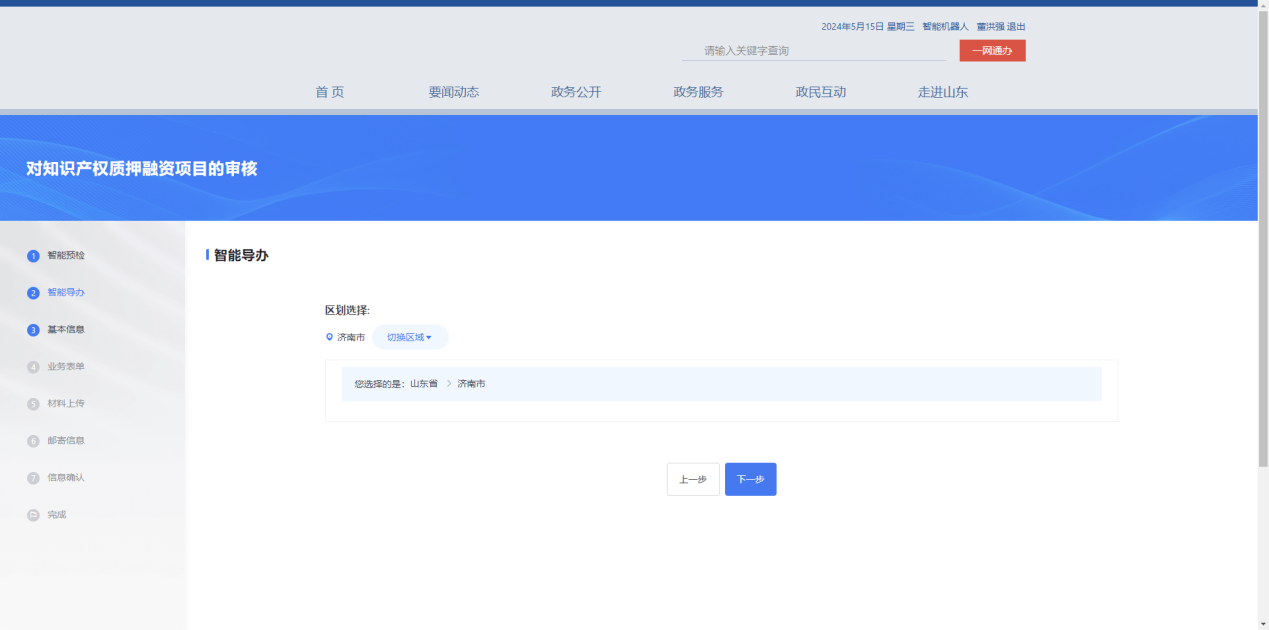 2024年5月15日 星期三 智能机器人 董洪强 退出
请输入关键字查询 一网通办
首 页 要闻动态 政务公开 政务服务 政民互动 走进山东
对知识产权质押融资项目的审核
1 智能预检
2 智能导办
3 基本信息
4 业务表单
5 材料上传
6 邮寄信息
7 信息确认
完成
智能导办
区划选择:
济南市 切换区域
您选择的是: 山东省 > 济南市
上一步 下一步